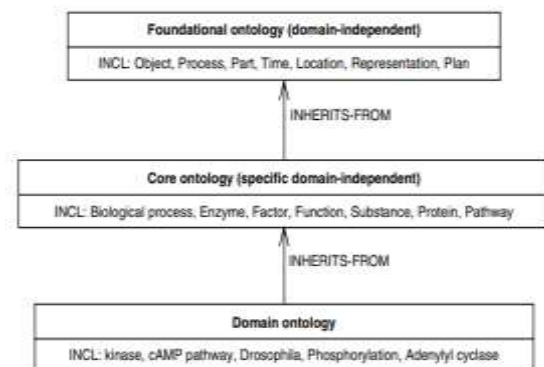 Foundational ontology (domain-independent)
INCL: Object, Process, Part, Time, Location, Representation, Plan
INHERITS-FROM
Core ontology (specific domain-independent)
INCL: Biological process, Enzyme, Factor, Function, Substance, Protein, Pathway
INHERITS-FROM
Domain ontology
INCL: kinase, cAMP pathway, Drosophila, Phosphorylation, Adenylyl cyclase